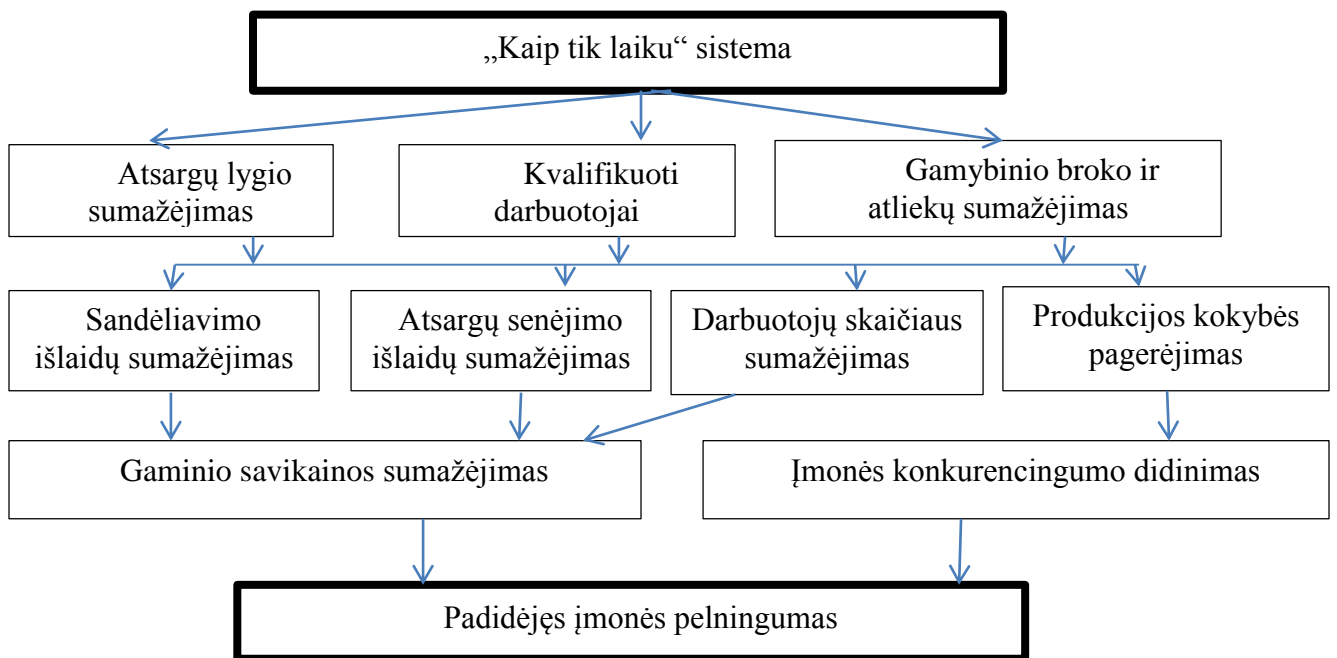 „Kaip tik laiku“ sistema
Atsargų lygio
sumažėjimas
Kvalifikuoti
darbuotojai
Gamybinio broko ir
atliekų sumažėjimas
Sandėliavimo
išlaidų sumažėjimas
Atsargų senėjimo
išlaidų sumažėjimas
Darbuotojų skaičiaus
sumažėjimas
Produkcijos kokybės
pagerėjimas
Gaminio savikainos sumažėjimas
Įmonės konkurencingumo didinimas
Padidėjęs įmonės pelningumas